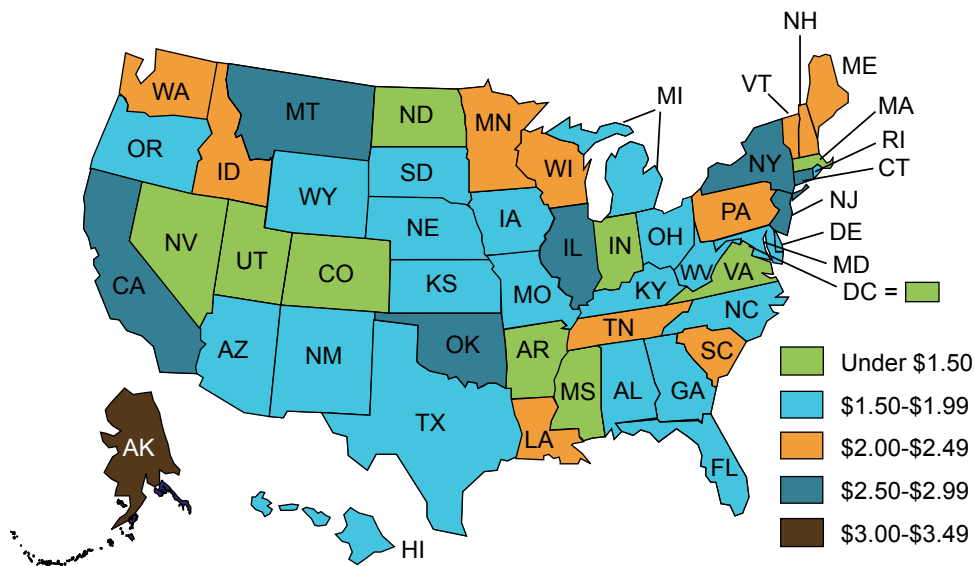 NH
ME
VT
MI
WA
MT
ND
MN
MA
OR
RI
ID
WI
NY
CT
SD
WY
PA
NJ
IA
NE
OH
DE
NV
IL
IN
UT
CO
WV
VA
MD
CA
KS
MO
KY
DC =
NC
TN
AZ
NM
OK
AR
SC
Under $1.50
MS
AL
GA
$1.50-$1.99
TX
LA
$2.00-$2.49
AK
FL
$2.50-$2.99
HI
$3.00-$3.49